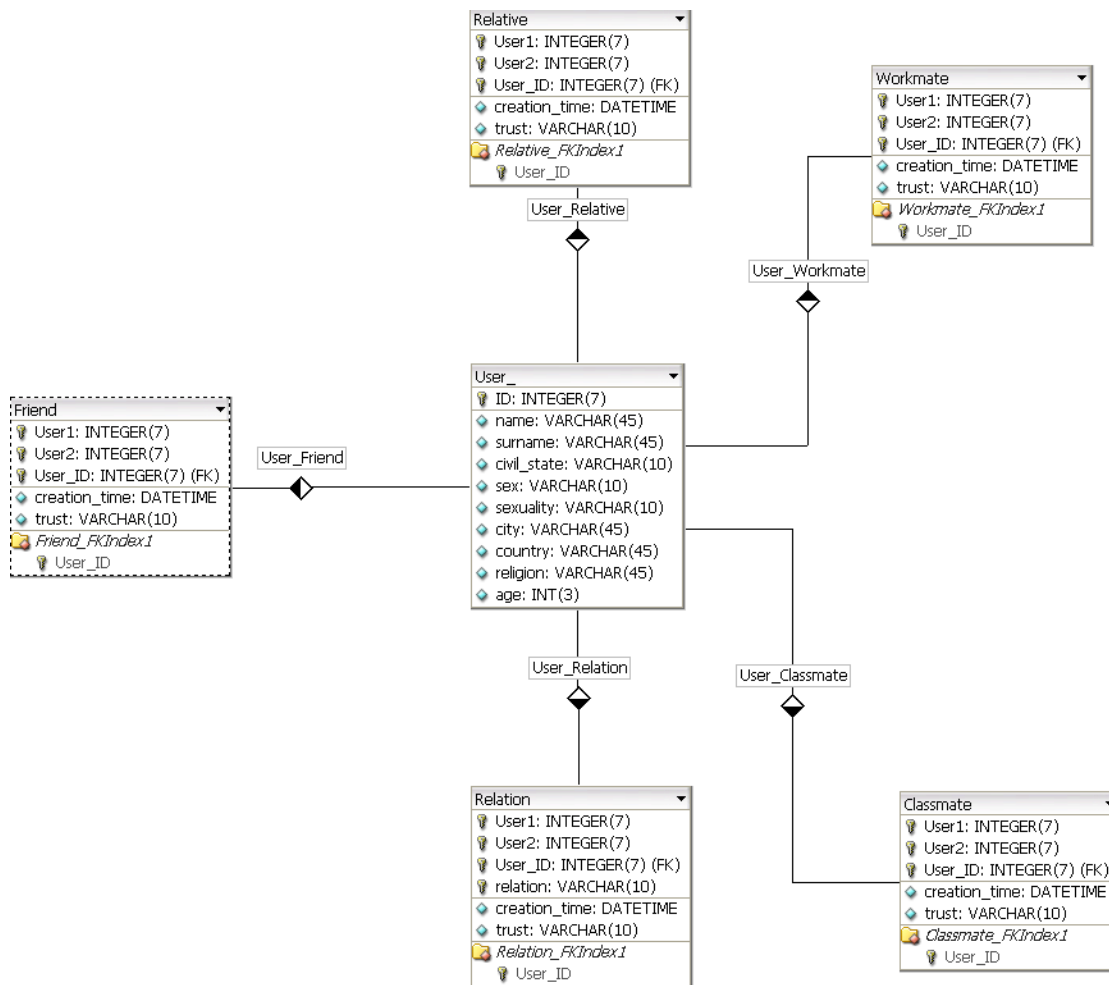 Relative
User1: INTEGER(7)
User2: INTEGER(7)
User_ID: INTEGER(7) (FK)
creation_time: DATETIME
trust: VARCHAR(10)
Relative_FKIndex1
User_ID
User_Relative
Workmate
User1: INTEGER(7)
User2: INTEGER(7)
User_ID: INTEGER(7) (FK)
creation_time: DATETIME
trust: VARCHAR(10)
Workmate_FKIndex1
User_ID
User_Workmate
User_
ID: INTEGER(7)
name: VARCHAR(45)
surname: VARCHAR(45)
civil_state: VARCHAR(10)
sex: VARCHAR(10)
sexuality: VARCHAR(10)
city: VARCHAR(45)
country: VARCHAR(45)
religion: VARCHAR(45)
age: INT(3)
Friend
User1: INTEGER(7)
User2: INTEGER(7)
User_ID: INTEGER(7) (FK)
creation_time: DATETIME
trust: VARCHAR(10)
Friend_FKIndex1
User_ID
User_Friend
User_Relation
User_Classmate
Relation
User1: INTEGER(7)
User2: INTEGER(7)
User_ID: INTEGER(7) (FK)
relation: VARCHAR(10)
creation_time: DATETIME
trust: VARCHAR(10)
Relation_FKIndex1
User_ID
Classmate
User1: INTEGER(7)
User2: INTEGER(7)
User_ID: INTEGER(7) (FK)
creation_time: DATETIME
trust: VARCHAR(10)
Classmate_FKIndex1
User_ID